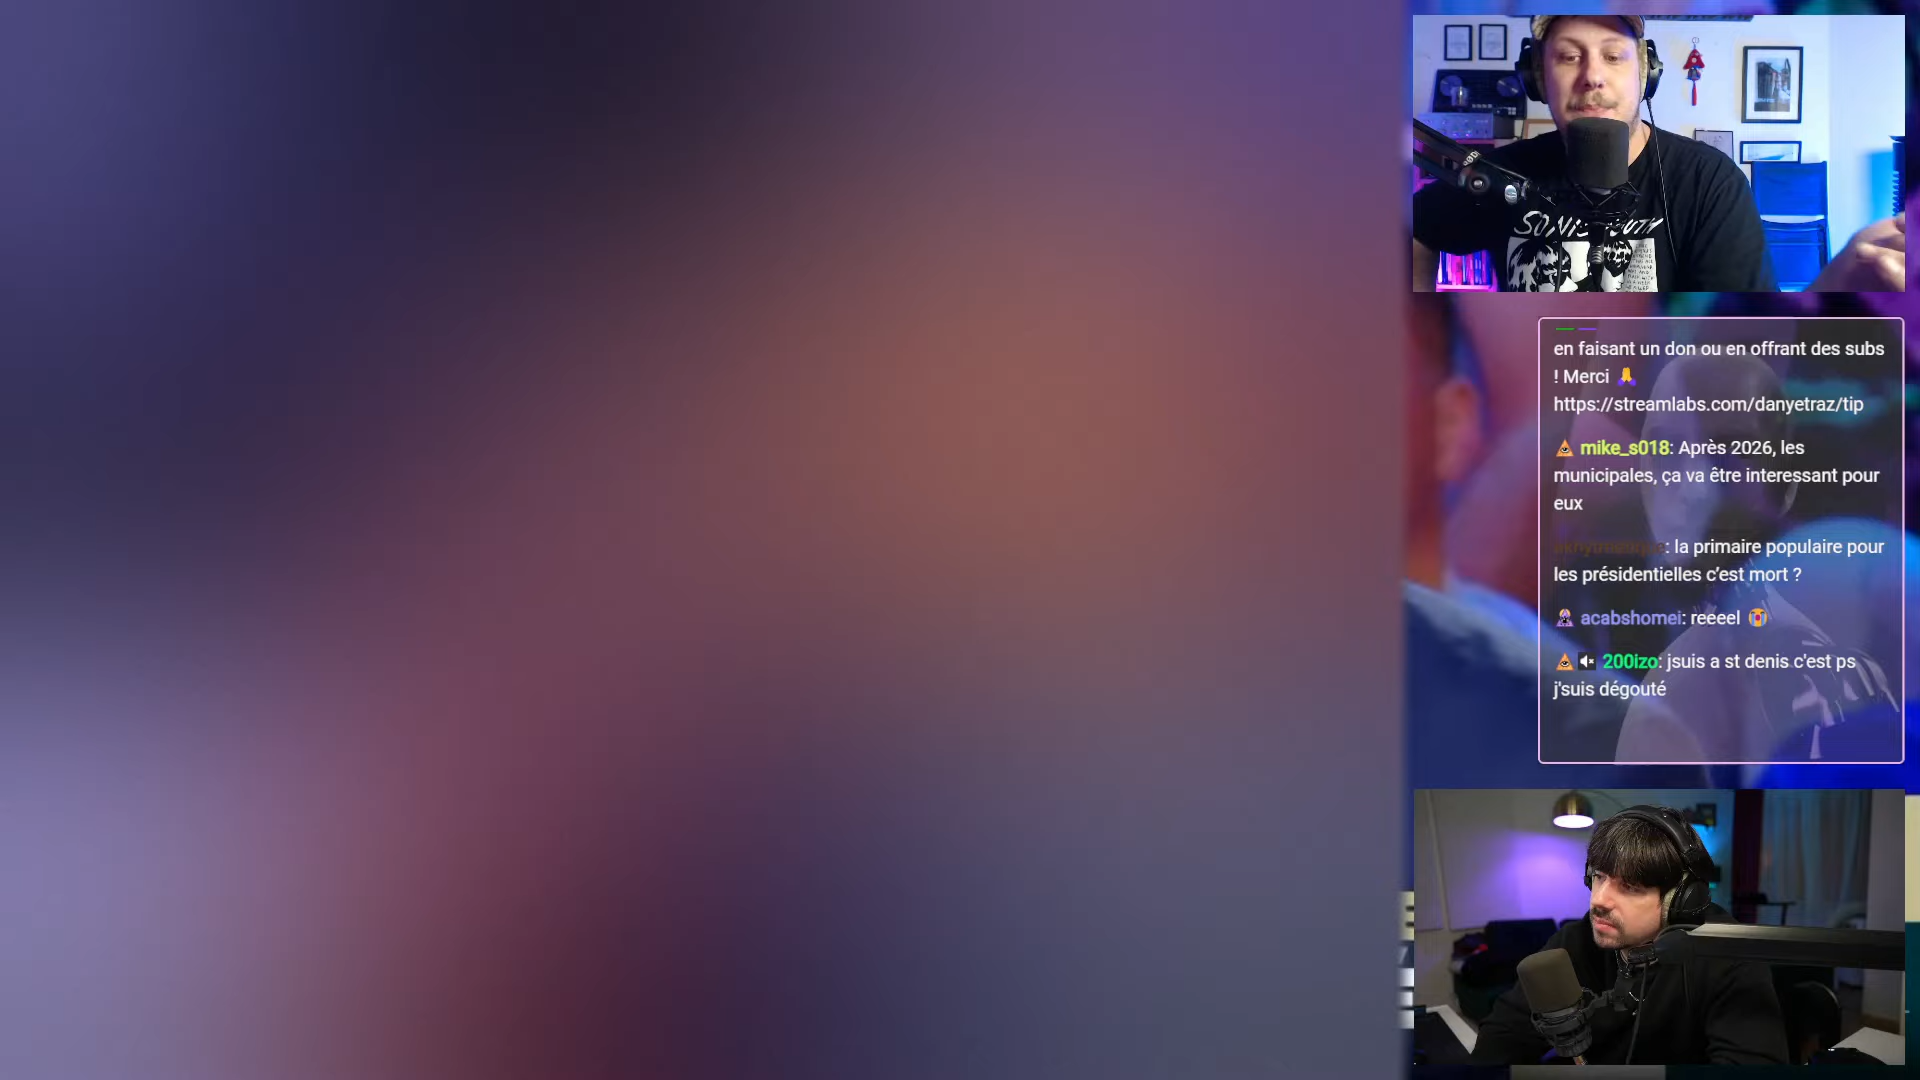 en faisant un don ou en offrant des subs
! Merci 🙏
https://streamlabs.com/danyetraz/tip
mike_s018: Après 2026, les
municipales, ça va être interessant pour
eux
: la primaire populaire pour
les présidentielles c’est mort ?
acabshomei: reeeel 😭
200izo: jsuis a st denis c'est ps
j'suis dégouté